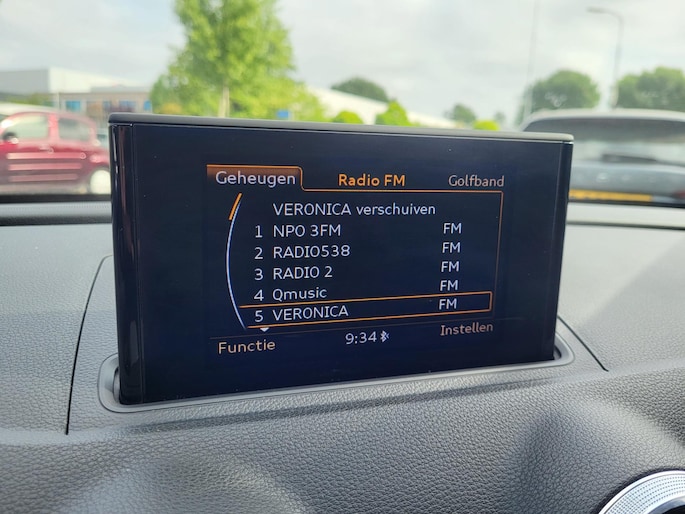 Geheugen Radio FM Golfband
VERONICA verschuiven
1 NPO 3FM FM
2 RADIO538 FM
3 RADIO 2 FM
4 Qmusic FM
5 VERONICA FM
Functie 9:34 Instellen